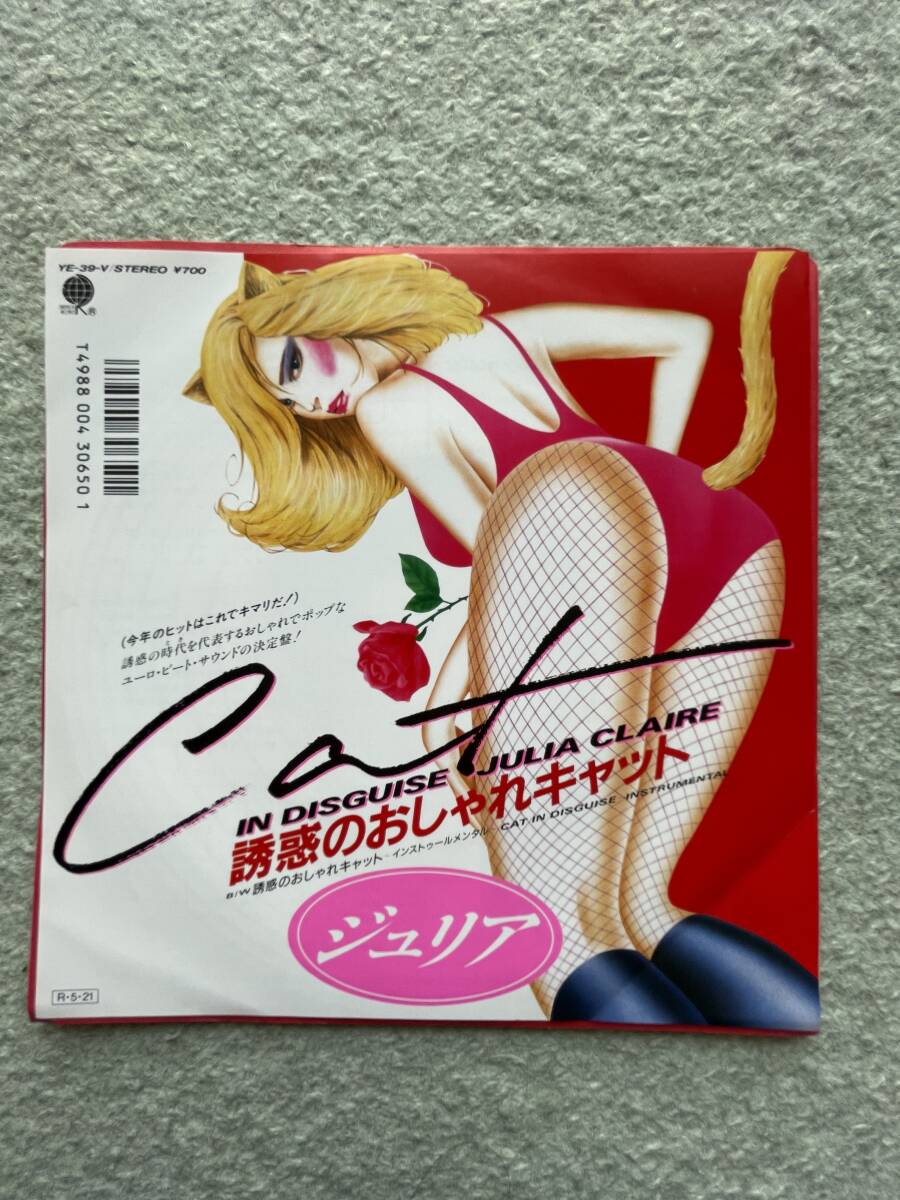 YE-39-V/STEREO ¥700
T4988 004 30650 1
(今年のヒットはこれでキマリだ!)
誘惑の時代を代表するおしゃれでポップな
ユーロ・ビート・サウンドの決定盤!
Cat
IN DISGUISE JULIA CLAIRE
誘惑のおしゃれキャット
B/W 誘惑のおしゃれキャット-インストゥールメンタル- CAT IN DISGUISE -INSTRUMENTAL-
ジュリア
R・5・21